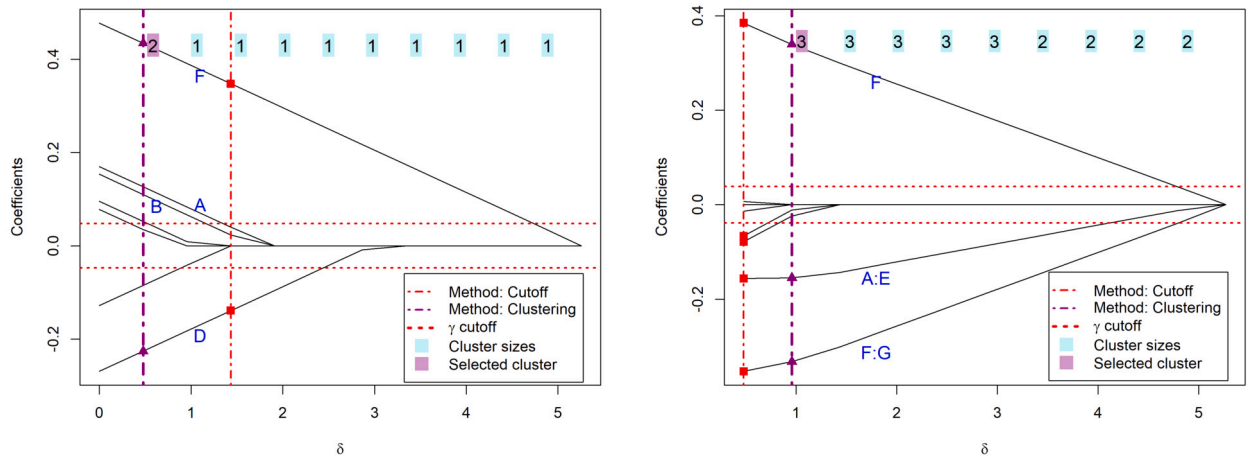 2 1 1 1 1 1 1 1 1 1
F
A
B
D
0.4
0.2
0.0
-0.2
Coefficients
0 1 2 3 4 5
δ
Method: Cutoff
Method: Clustering
γ cutoff
Cluster sizes
Selected cluster
3 3 3 3 3 2 2 2 2
F
A:E
F:G
0.4
0.2
0.0
-0.2
Coefficients
1 2 3 4 5
δ
Method: Cutoff
Method: Clustering
γ cutoff
Cluster sizes
Selected cluster